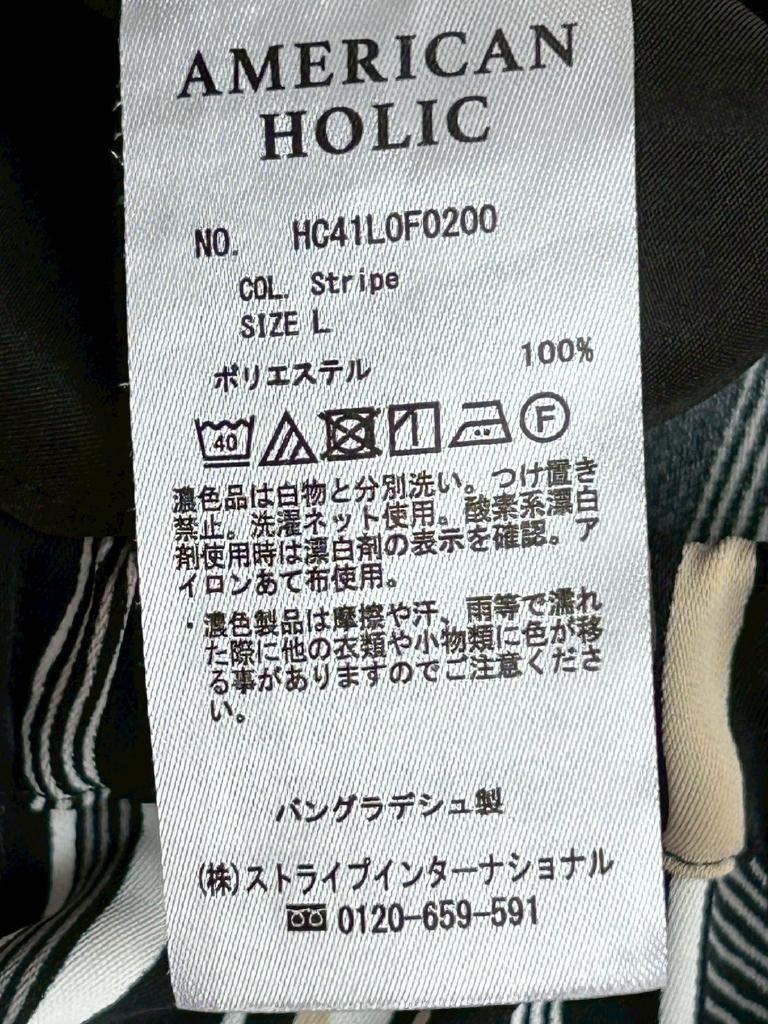 AMERICAN
HOLIC
NO. HC41L0F0200
COL. Stripe
SIZE L
ポリエステル 100%
40 F
濃色品は白物と分別洗い。つけ置き
禁止。洗濯ネット使用。酸素系漂白
剤使用時は漂白剤の表示を確認。ア
イロンあて布使用。
・濃色製品は摩擦や汗、雨等で濡れ
た際に他の衣類や小物類に色が移
る事がありますのでご注意くださ
い。
バングラデシュ製
(株)ストライプインターナショナル
0120-659-591